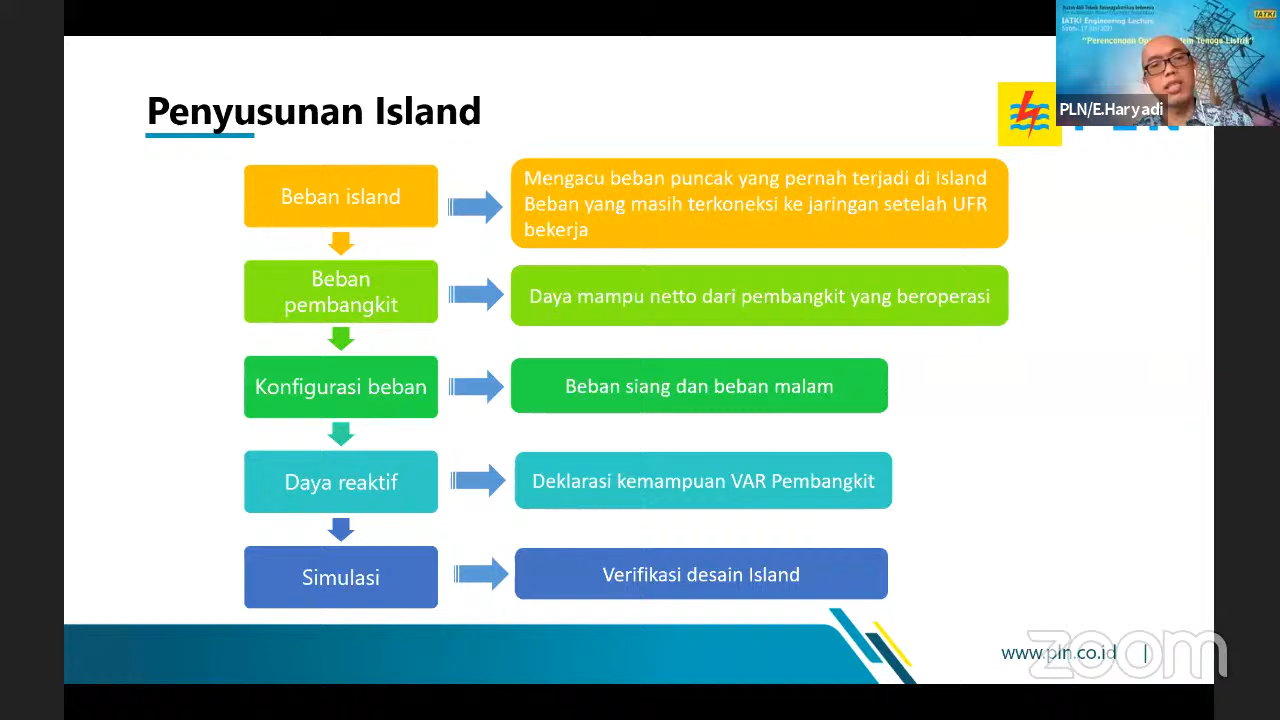 Penyusunan Island
IATKI Engineering Lecture
IATKI
PLN/E.Haryadi
Beban island
Mengacu beban puncak yang pernah terjadi di Island
Beban yang masih terkoneksi ke jaringan setelah UFR
bekerja
Beban
pembangkit
Daya mampu netto dari pembangkit yang beroperasi
Konfigurasi beban
Beban siang dan beban malam
Daya reaktif
Deklarasi kemampuan VAR Pembangkit
Simulasi
Verifikasi desain Island
www.pln.co.id |
zoom